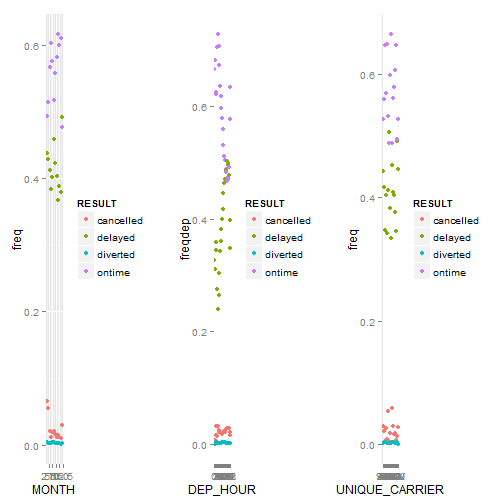 0.6
0.4
0.2
0.0
freq
MONTH
RESULT
cancelled
delayed
diverted
ontime
0.6
0.4
0.2
0.0
freqdep
DEP_HOUR
RESULT
cancelled
delayed
diverted
ontime
0.6
0.4
0.2
0.0
freq
UNIQUE_CARRIER
RESULT
cancelled
delayed
diverted
ontime